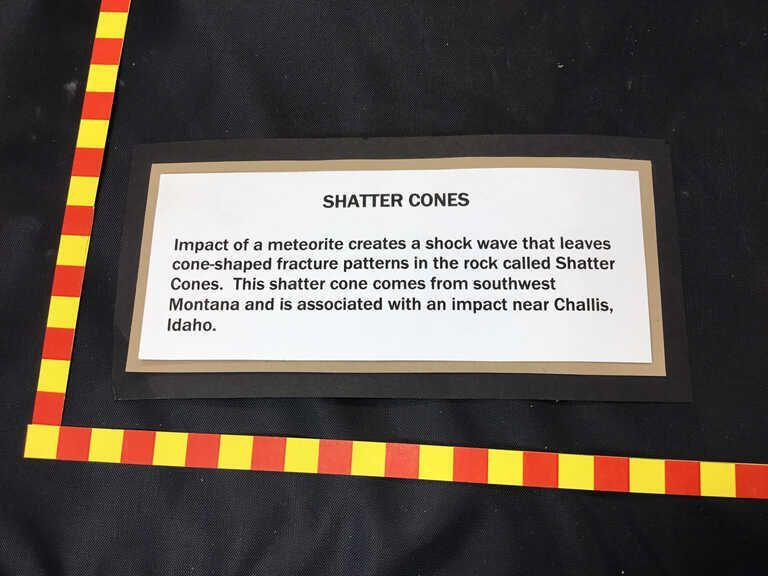 SHATTER CONES
Impact of a meteorite creates a shock wave that leaves
cone-shaped fracture patterns in the rock called Shatter
Cones.  This shatter cone comes from southwest
Montana and is associated with an impact near Challis,
Idaho.